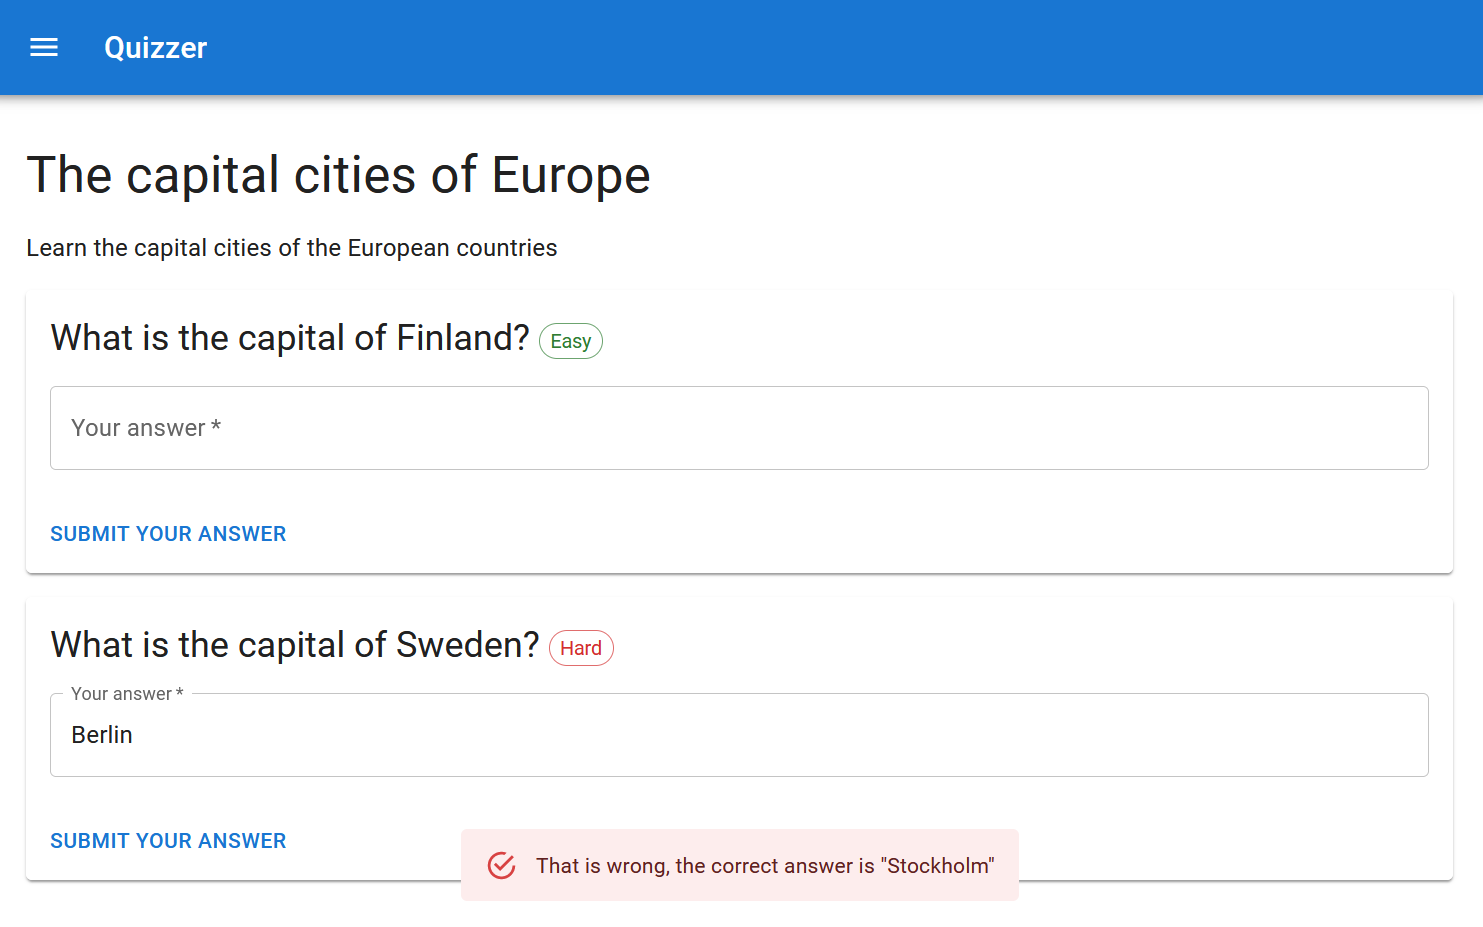 Quizzer
The capital cities of Europe
Learn the capital cities of the European countries
What is the capital of Finland? Easy
Your answer *
SUBMIT YOUR ANSWER
What is the capital of Sweden? Hard
Your answer *
Berlin
SUBMIT YOUR ANSWER
That is wrong, the correct answer is "Stockholm"